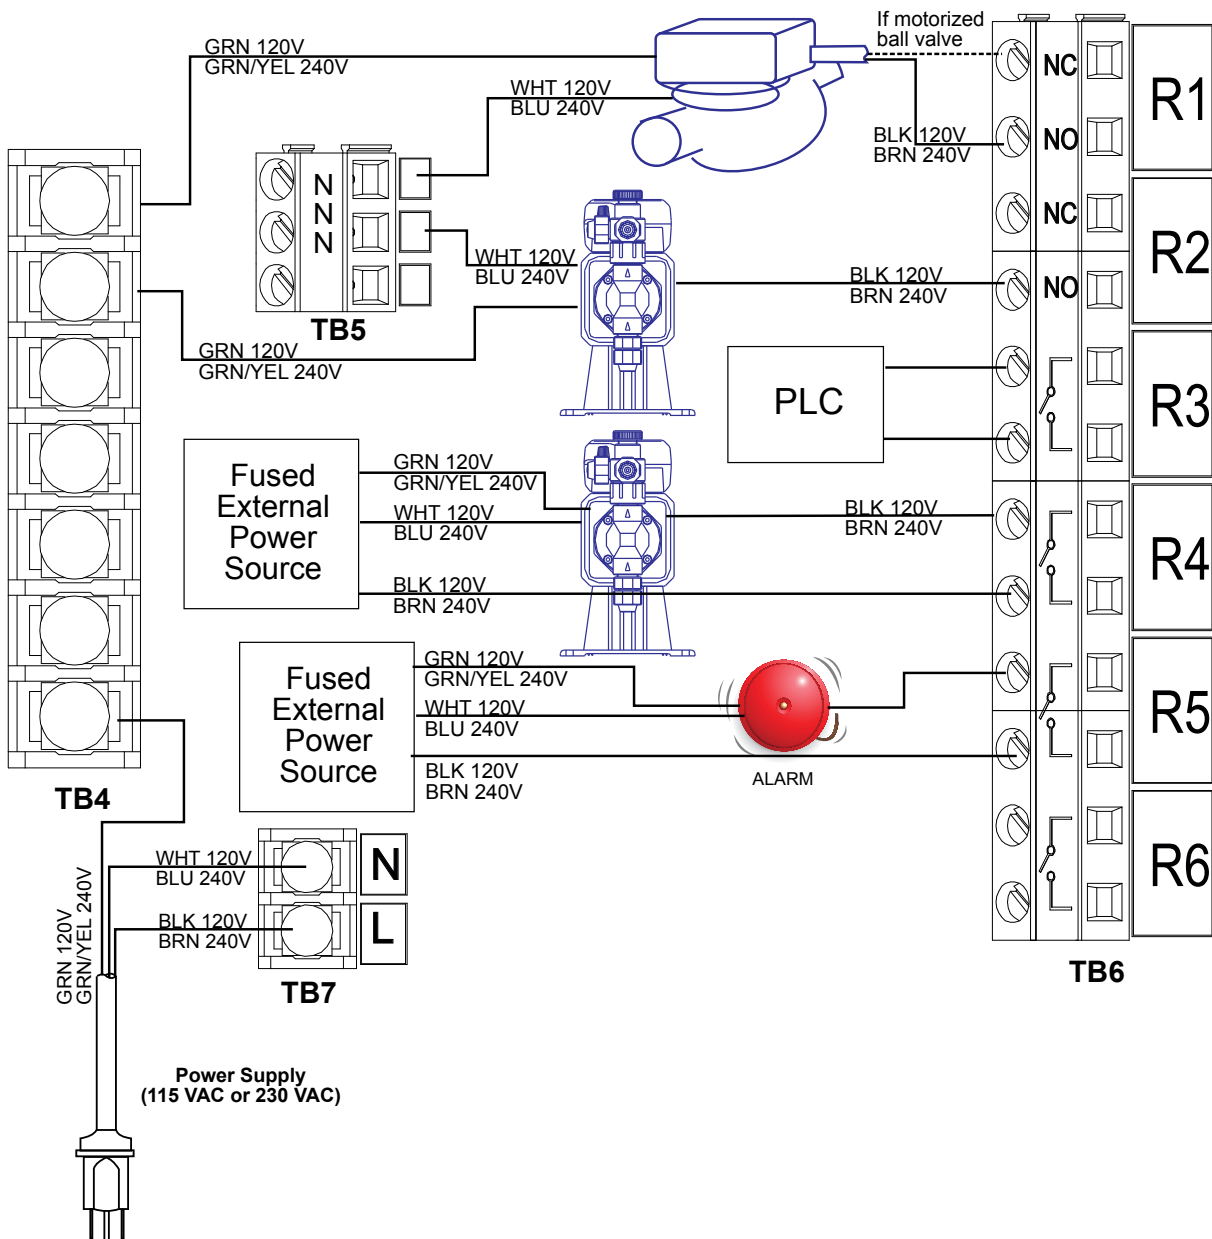 If motorized
ball valve
GRN 120V
GRN/YEL 240V
WHT 120V
BLU 240V
BLK 120V
BRN 240V
NC
NO
R1
N
N
N
TB5
NC
NO
R2
WHT 120V
BLU 240V
BLK 120V
BRN 240V
GRN 120V
GRN/YEL 240V
PLC
R3
Fused
External
Power
Source
GRN 120V
GRN/YEL 240V
WHT 120V
BLU 240V
BLK 120V
BRN 240V
BLK 120V
BRN 240V
R4
Fused
External
Power
Source
GRN 120V
GRN/YEL 240V
WHT 120V
BLU 240V
BLK 120V
BRN 240V
ALARM
R5
TB4
WHT 120V
BLU 240V
N
BLK 120V
BRN 240V
L
TB7
R6
TB6
GRN 120V
GRN/YEL 240V
Power Supply
(115 VAC or 230 VAC)